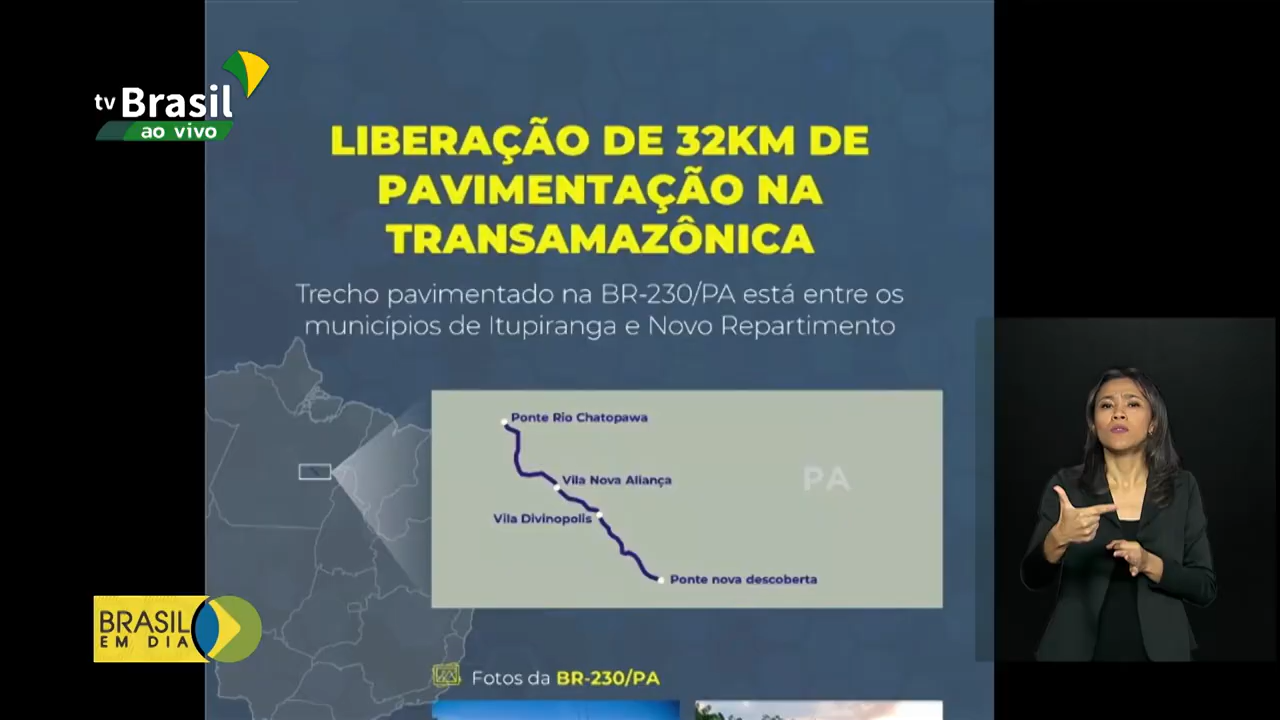 tv Brasil
ao vivo
LIBERAÇÃO DE 32KM DE
PAVIMENTAÇÃO NA
TRANSAMAZÔNICA
Trecho pavimentado na BR-230/PA está entre os
municípios de Itupiranga e Novo Repartimento
Ponte Rio Chatopawa
Vila Nova Aliança
PA
Vila Divinopolis
Ponte nova descoberta
BRASIL
EM DIA
Fotos da BR-230/PA